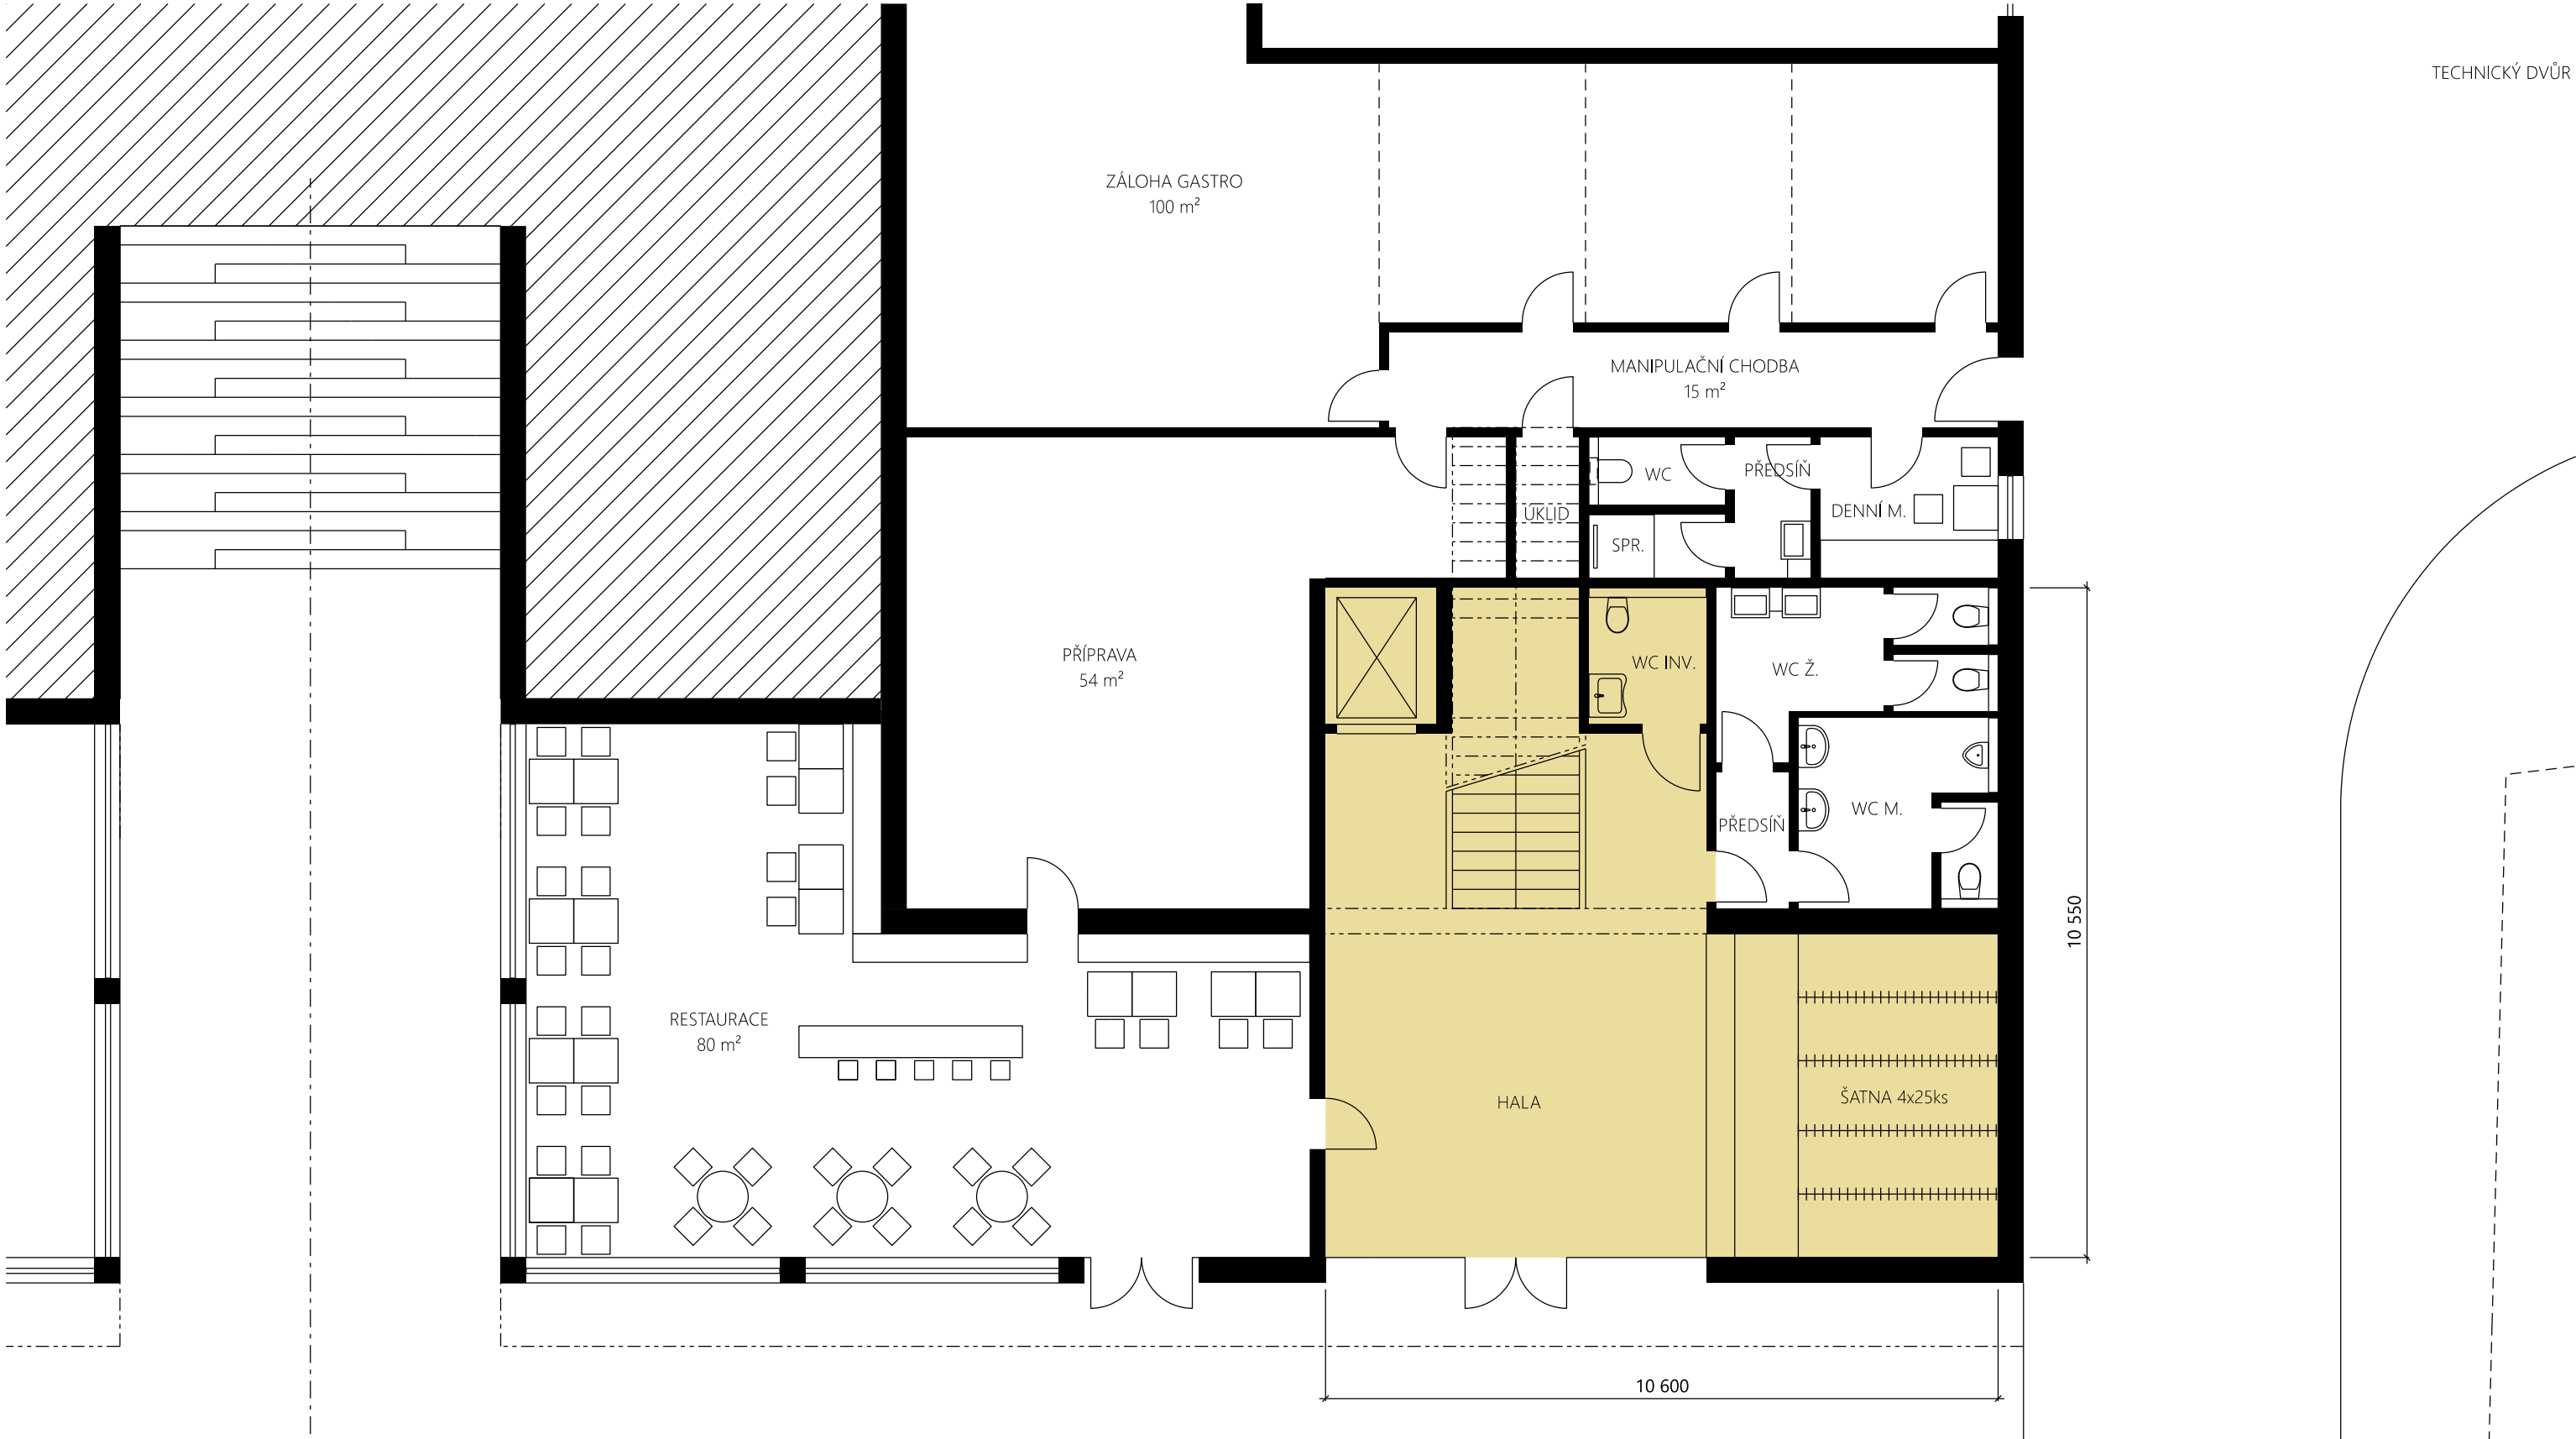 TECHNICKÝ DVŮR
ZÁLOHA GASTRO
100 m²
MANIPULAČNÍ CHODBA
15 m²
WC
PŘEDSÍŇ
ÚKLID
DENNÍ M.
SPR.
PŘÍPRAVA
54 m²
WC INV.
WC Ž.
WC M.
PŘEDSÍŇ
10 550
RESTAURACE
80 m²
HALA
ŠATNA 4x25ks
10 600